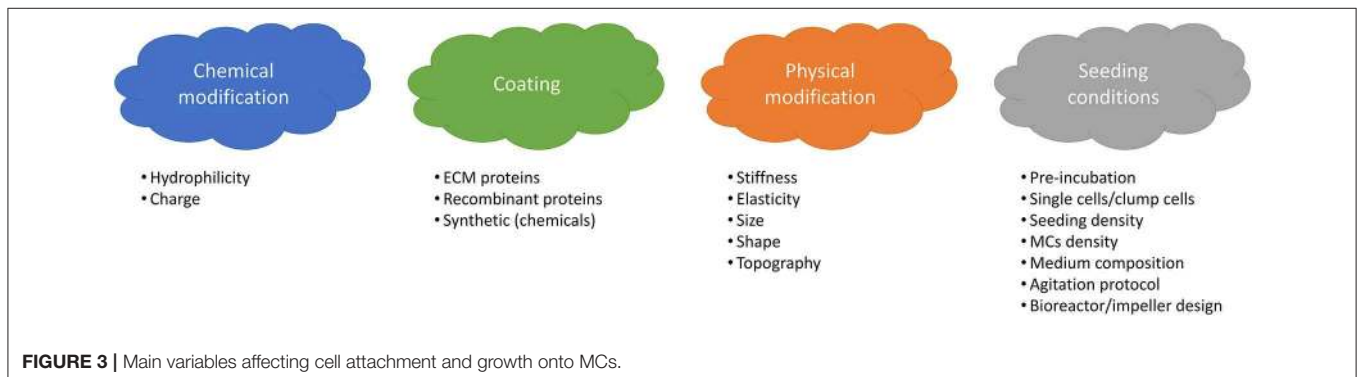 Chemical
modification
• Hydrophilicity
• Charge
Coating
• ECM proteins
• Recombinant proteins
• Synthetic (chemicals)
Physical
modification
• Stiffness
• Elasticity
• Size
• Shape
• Topography
Seeding
conditions
• Pre-incubation
• Single cells/clump cells
• Seeding density
• MCs density
• Medium composition
• Agitation protocol
• Bioreactor/impeller design
FIGURE 3 | Main variables affecting cell attachment and growth onto MCs.